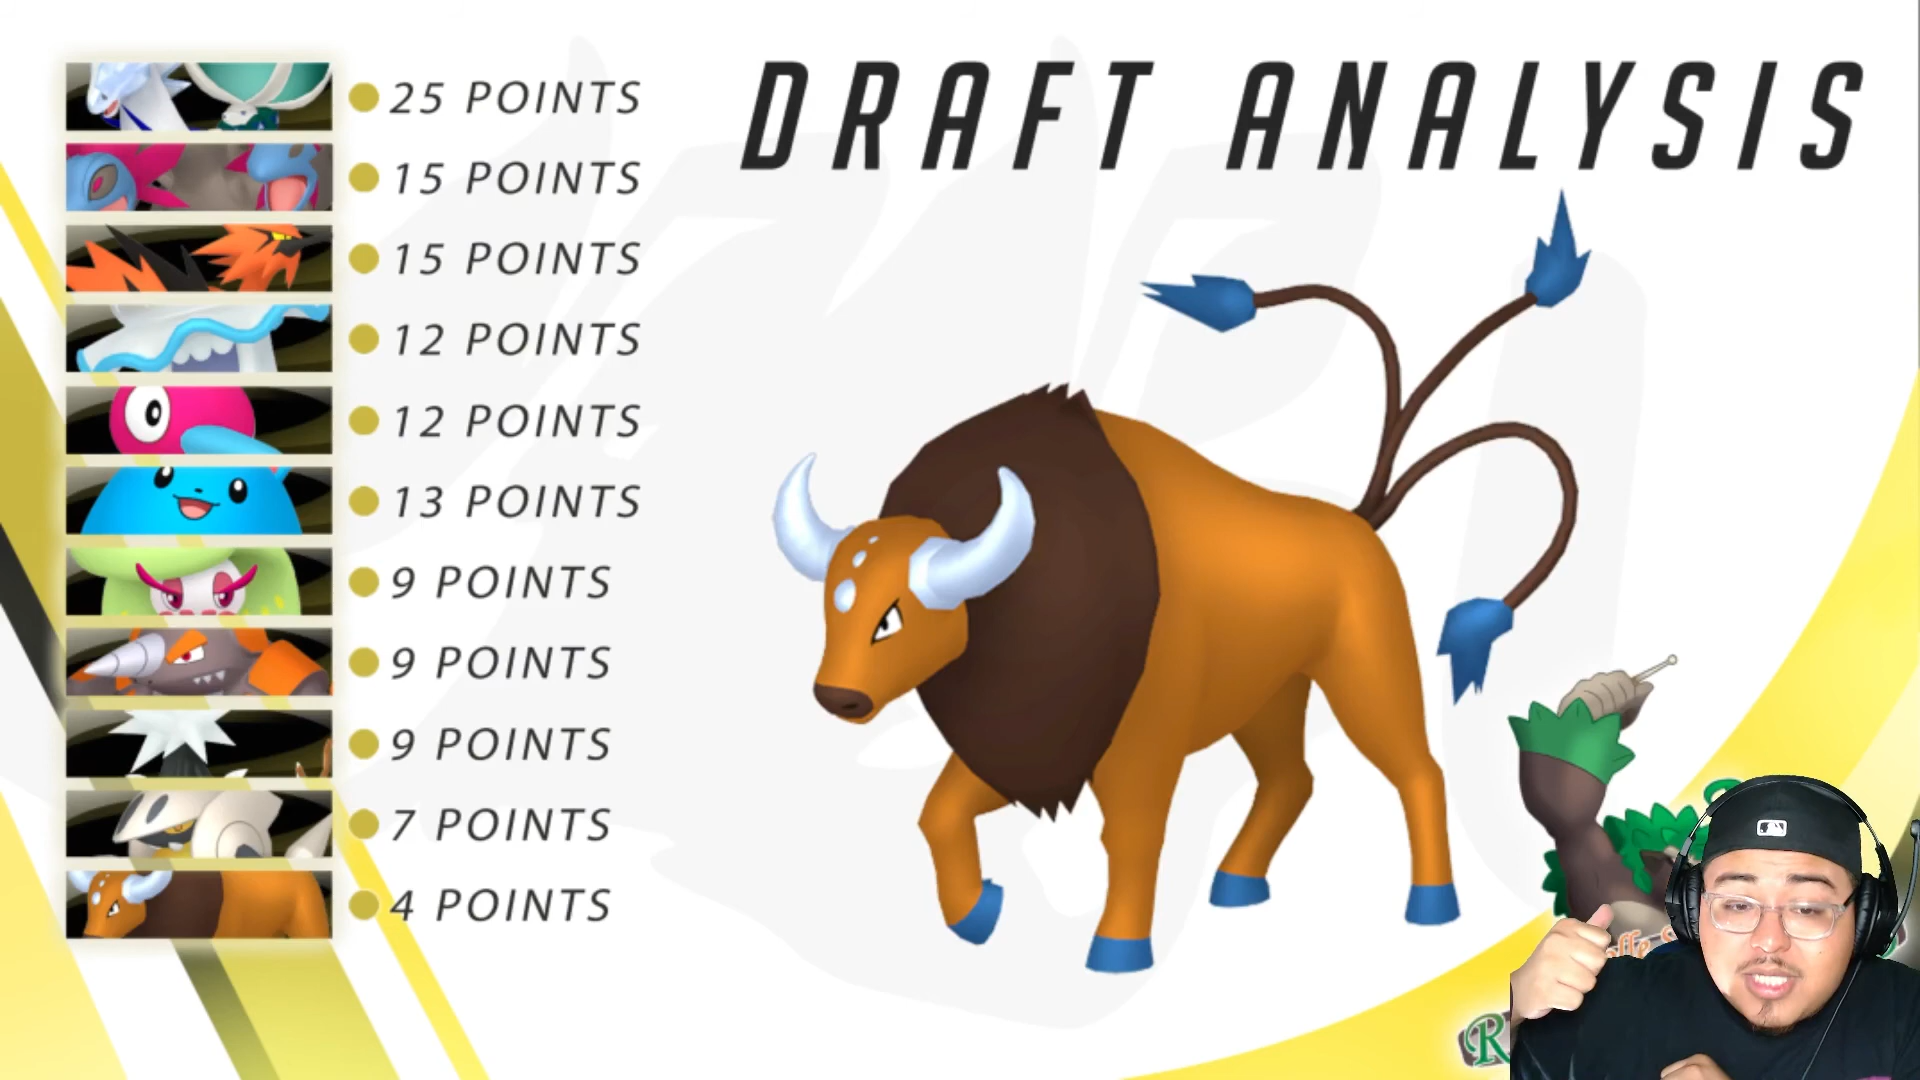 DRAFT ANALYSIS
25 POINTS
15 POINTS
15 POINTS
12 POINTS
12 POINTS
13 POINTS
9 POINTS
9 POINTS
9 POINTS
7 POINTS
4 POINTS
R